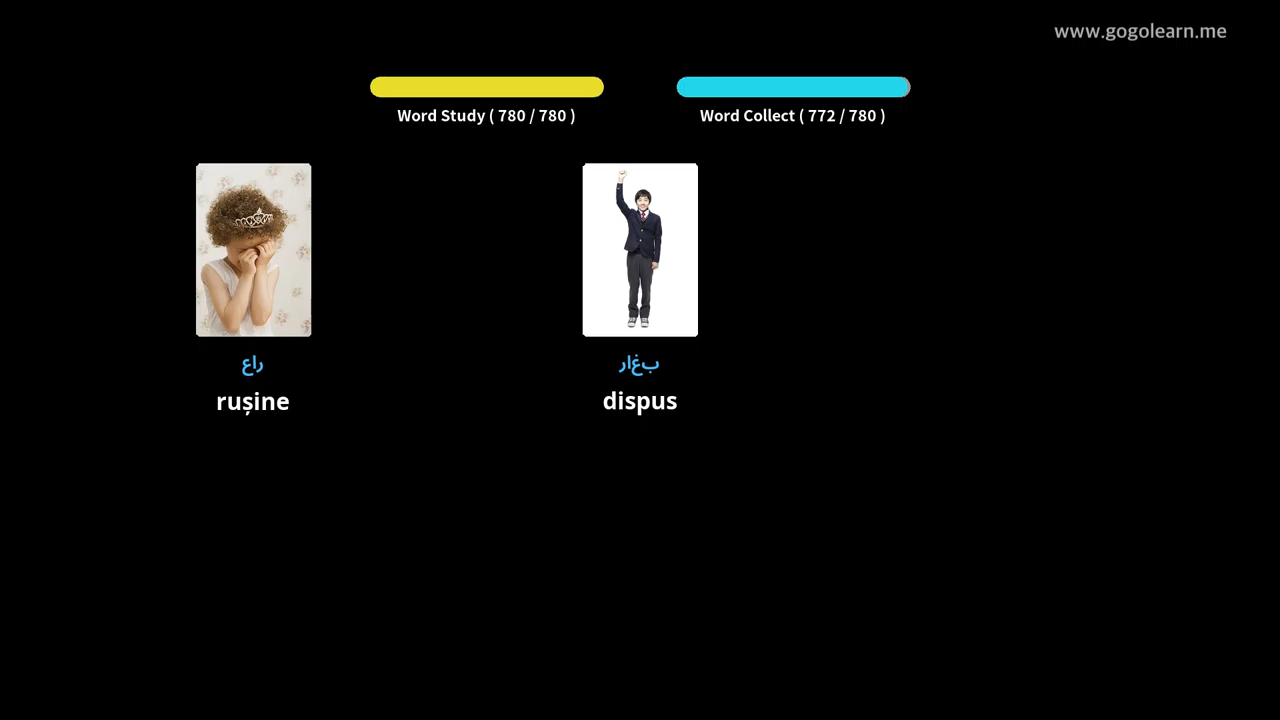 www.gogolearn.me
Word Study ( 780 / 780 )
Word Collect ( 772 / 780 )
راع
بغار
rușine
dispus